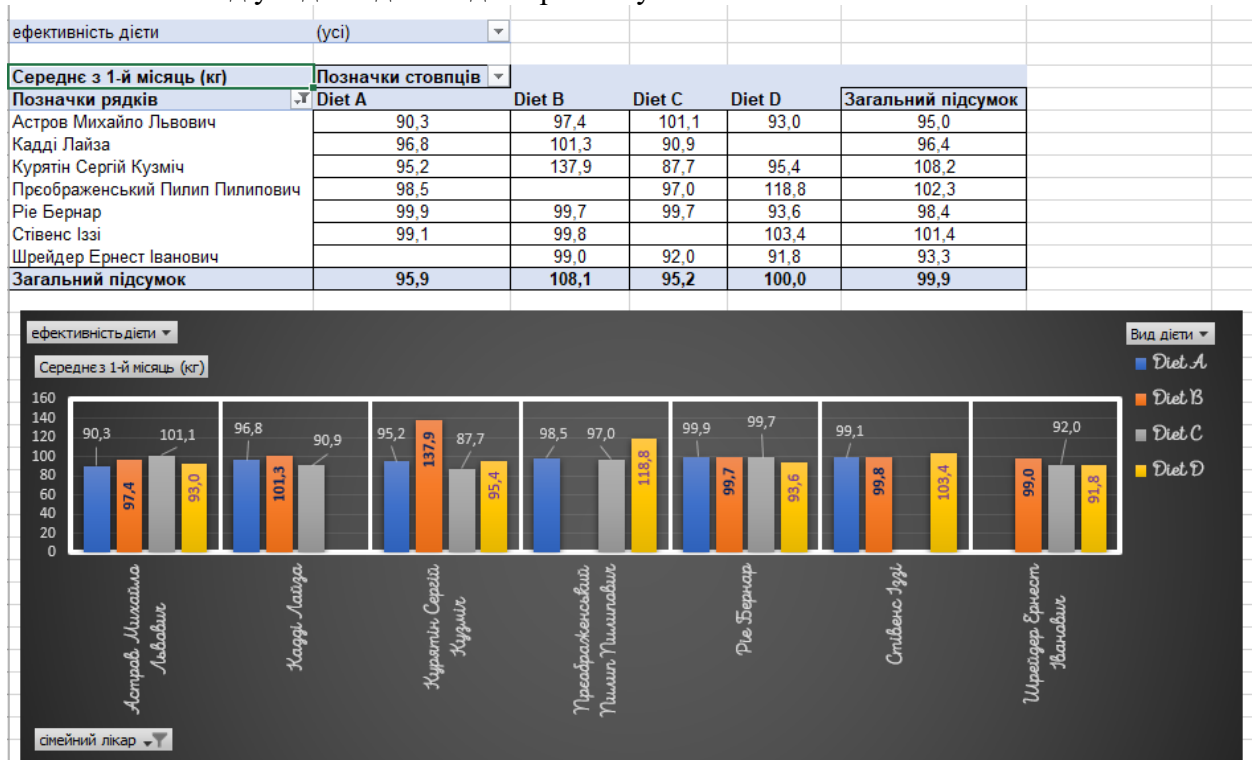 ефективність дієти (усі)
Середнє з 1-й місяць (кг) Позначки стовпців
Позначки рядків Diet A Diet B Diet C Diet D Загальний підсумок
Астров Михайло Львович 90,3 97,4 101,1 93,0 95,0
Кадді Лайза 96,8 101,3 90,9 96,4
Курятін Сергій Кузміч 95,2 137,9 87,7 95,4 108,2
Прєображенський Пилип Пилипович 98,5 97,0 118,8 102,3
Ріе Бернар 99,9 99,7 99,7 93,6 98,4
Стівенс Іззі 99,1 99,8 103,4 101,4
Шрейдер Ернест Іванович 99,0 92,0 91,8 93,3
Загальний підсумок 95,9 108,1 95,2 100,0 99,9
ефективність дієти
Вид дієти
Середнє з 1-й місяць (кг)
Diet A
Diet B
Diet C
Diet D
160
140
120
100
80
60
40
20
0
90,3 97,4 101,1 93,0
96,8 101,3 90,9
95,2 137,9 87,7 95,4
98,5 97,0 118,8
99,9 99,7 99,7 93,6
99,1 99,8 103,4
99,0 92,0 91,8
Астров Михайло
Львович
Кадді Лайза
Курятін Сергій
Кузміч
Прєображенський
Пилип Пилипович
Ріе Бернар
Стівенс Іззі
Шрейдер Ернест
Іванович
сімейний лікар